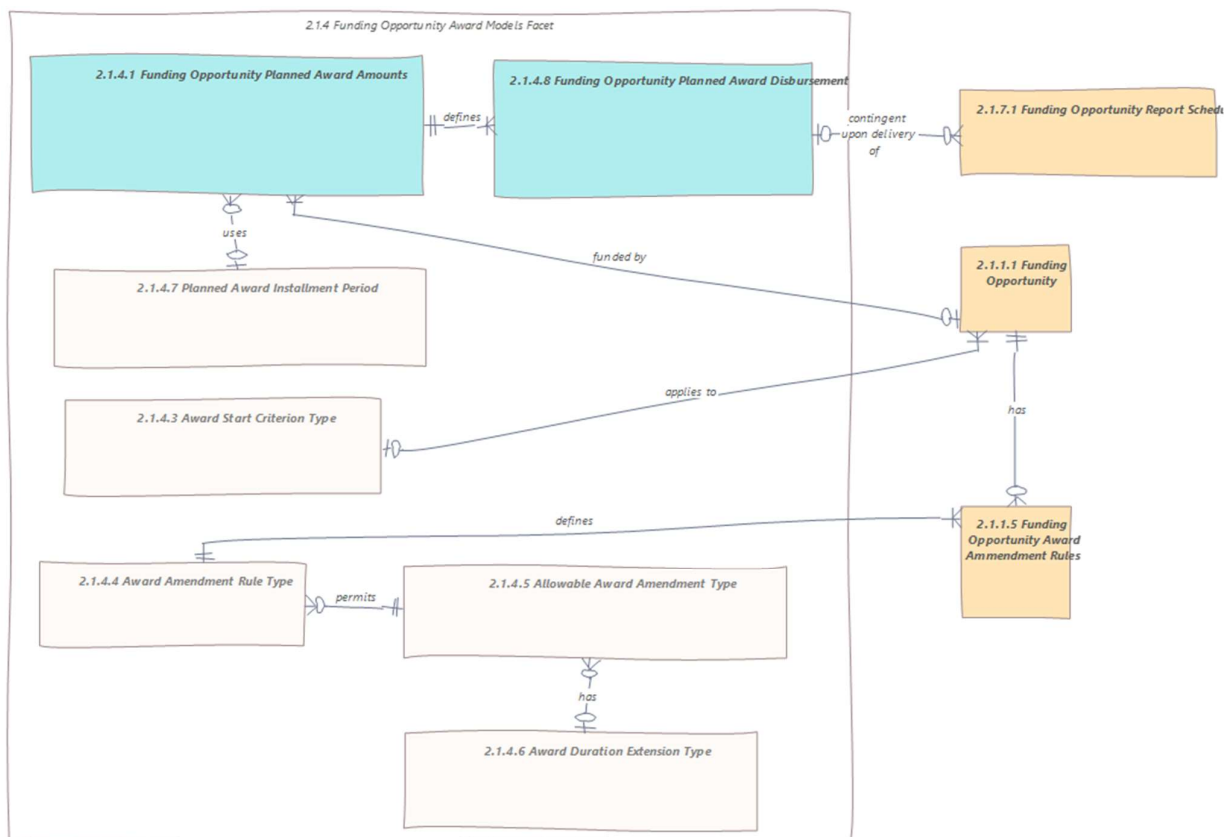 2.1.4 Funding Opportunity Award Models Facet
2.1.4.1 Funding Opportunity Planned Award Amounts
2.1.4.8 Funding Opportunity Planned Award Disbursement
defines
contingent
upon delivery
of
2.1.7.1 Funding Opportunity Report Schedu
uses
funded by
2.1.1.1 Funding
Opportunity
2.1.4.7 Planned Award Installment Period
applies to
has
2.1.4.3 Award Start Criterion Type
defines
2.1.1.5 Funding
Opportunity Award
Ammendment Rules
2.1.4.4 Award Amendment Rule Type
permits
2.1.4.5 Allowable Award Amendment Type
has
2.1.4.6 Award Duration Extension Type